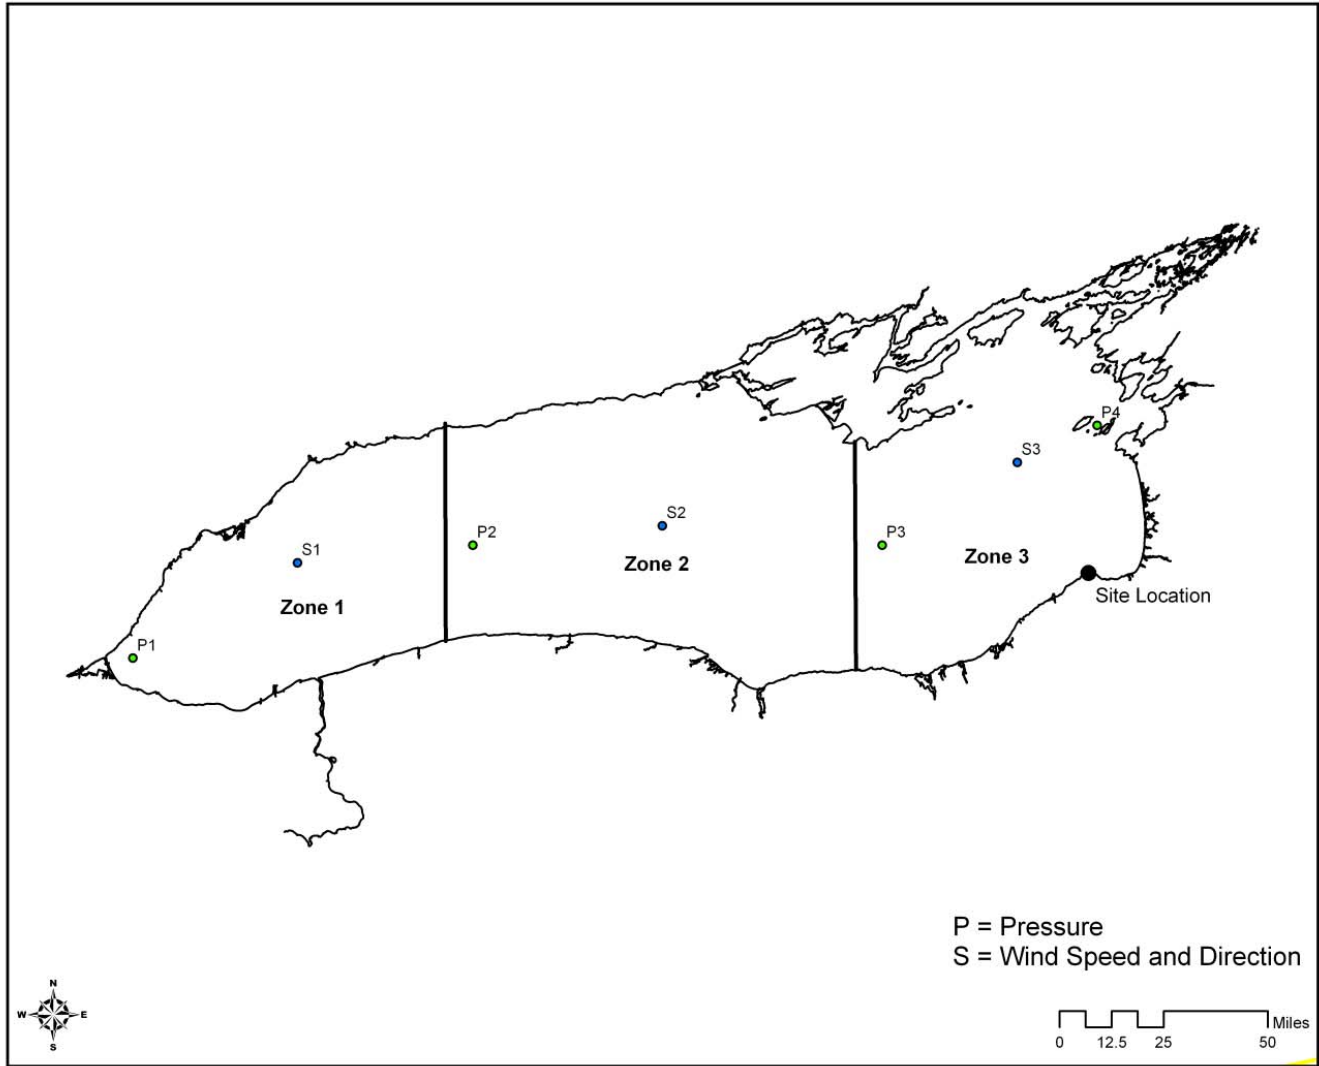 P4
S3
S2
P2
P3
S1
Zone 3
Zone 2
Site Location
Zone 1
P1
P = Pressure
S = Wind Speed and Direction
N
W E
S
Miles
0 12.5 25 50